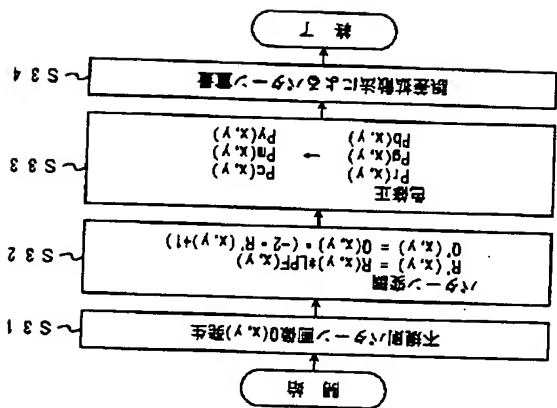 開 始
不規則パターン画像Q(x,y)発生
S31
パターン変調
R'(x,y) = R(x,y)*LPF(x,y)
Q'(x,y) = Q(x,y)・(-2・R'(x,y)+1)
S32
色修正
Pr(x,y) Pc(x,y)
Pg(x,y) → Pm(x,y)
Pb(x,y) Py(x,y)
S33
誤差拡散法によるパターン重畳
S34
終 了